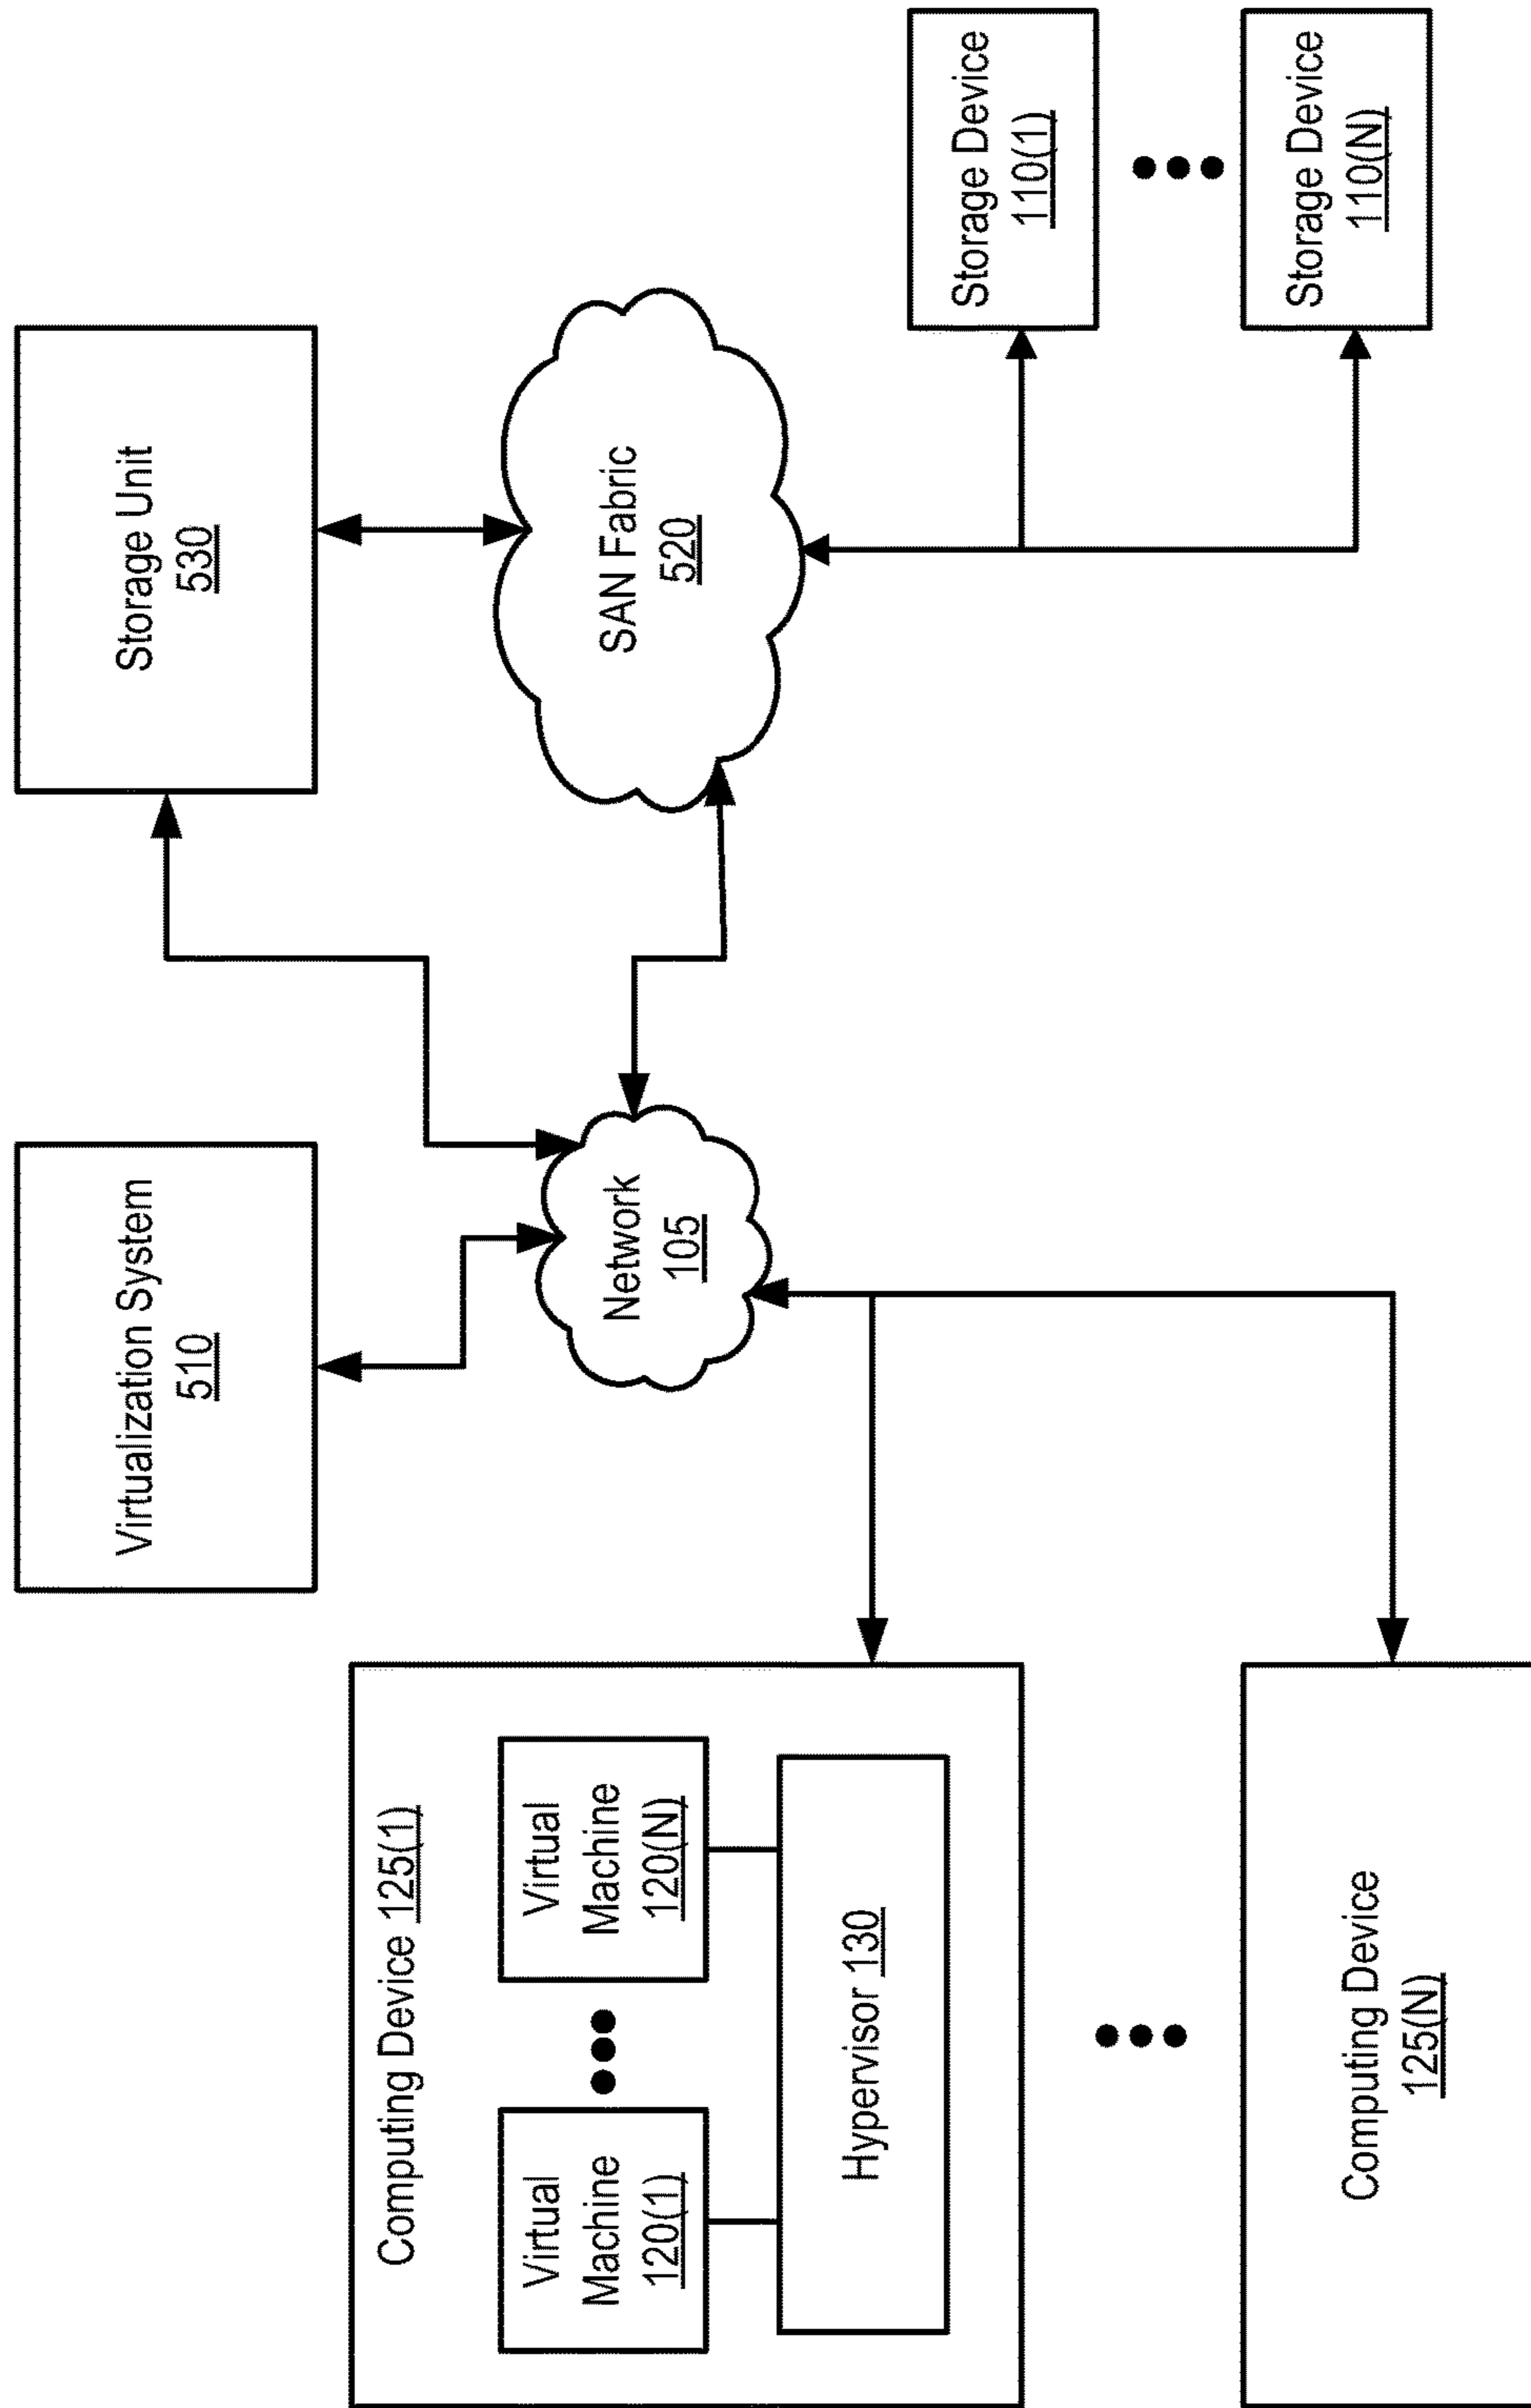 Computing Device 125(1)
Virtual
Machine
120(1)
Virtual
Machine
120(N)
Hypervisor 130
Computing Device
125(N)
Virtualization System
510
Network
105
Storage Unit
530
SAN Fabric
520
Storage Device
110(1)
Storage Device
110(N)